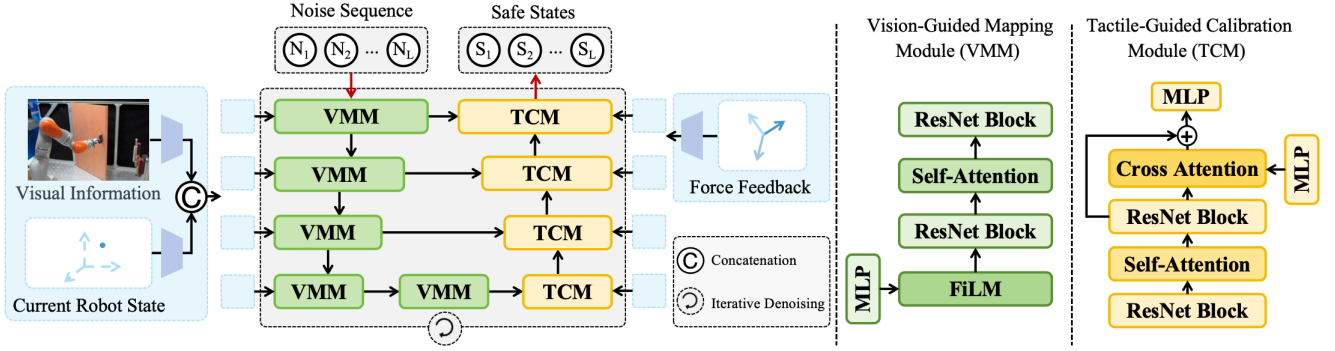 Noise Sequence
N1 N2 ... NL
Safe States
S1 S2 ... SL
Visual Information
Current Robot State
C
VMM
TCM
VMM
TCM
VMM
TCM
VMM
VMM
TCM
Force Feedback
C Concatenation
Iterative Denoising
Vision-Guided Mapping
Module (VMM)
ResNet Block
Self-Attention
ResNet Block
MLP
FiLM
Tactile-Guided Calibration
Module (TCM)
MLP
+
Cross Attention
MLP
ResNet Block
Self-Attention
ResNet Block